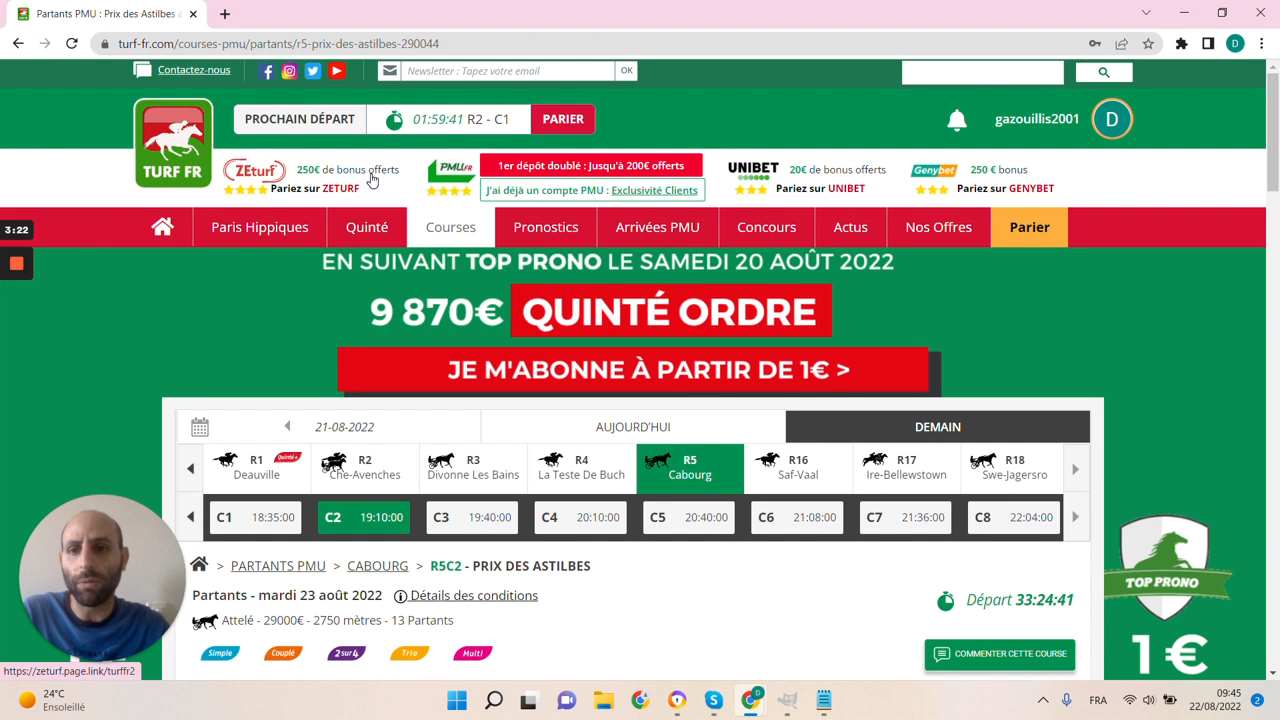 Partants PMU : Prix des Astilbes à
turf-fr.com/courses-pmu/partants/r5-prix-des-astilbes-290044
D
Contactez-nous
Newsletter : Tapez votre email
OK
TURF FR
PROCHAIN DÉPART
01:59:41 R2 - C1
PARIER
gazouillis2001
D
ZEturf
250€ de bonus offerts
Pariez sur ZETURF
PMU.FR
1er dépôt doublé : Jusqu'à 200€ offerts
J'ai déjà un compte PMU : Exclusivité Clients
UNIBET
20€ de bonus offerts
Pariez sur UNIBET
Genybet
250 € bonus
Pariez sur GENYBET
3:22
Paris Hippiques
Quinté
Courses
Pronostics
Arrivées PMU
Concours
Actus
Nos Offres
Parier
EN SUIVANT TOP PRONO LE SAMEDI 20 AOÛT 2022
9 870€ QUINTÉ ORDRE
JE M'ABONNE À PARTIR DE 1€ >
21-08-2022
AUJOURD'HUI
DEMAIN
R1 Quinté+
Deauville
R2
Che-Avenches
R3
Divonne Les Bains
R4
La Teste De Buch
R5
Cabourg
R16
Saf-Vaal
R17
Ire-Bellewstown
R18
Swe-Jagersro
C1 18:35:00
C2 19:10:00
C3 19:40:00
C4 20:10:00
C5 20:40:00
C6 21:08:00
C7 21:36:00
C8 22:04:00
> PARTANTS PMU > CABOURG > R5C2 - PRIX DES ASTILBES
Partants - mardi 23 août 2022
Détails des conditions
Départ 33:24:41
Attelé - 29000€ - 2750 mètres - 13 Partants
Simple
Couplé
2sur4
Trio
Multi
COMMENTER CETTE COURSE
TOP PRONO
1€
https://zeturf.page.link/turffr2
24°C
Ensoleillé
D
FRA
09:45
22/08/2022
2